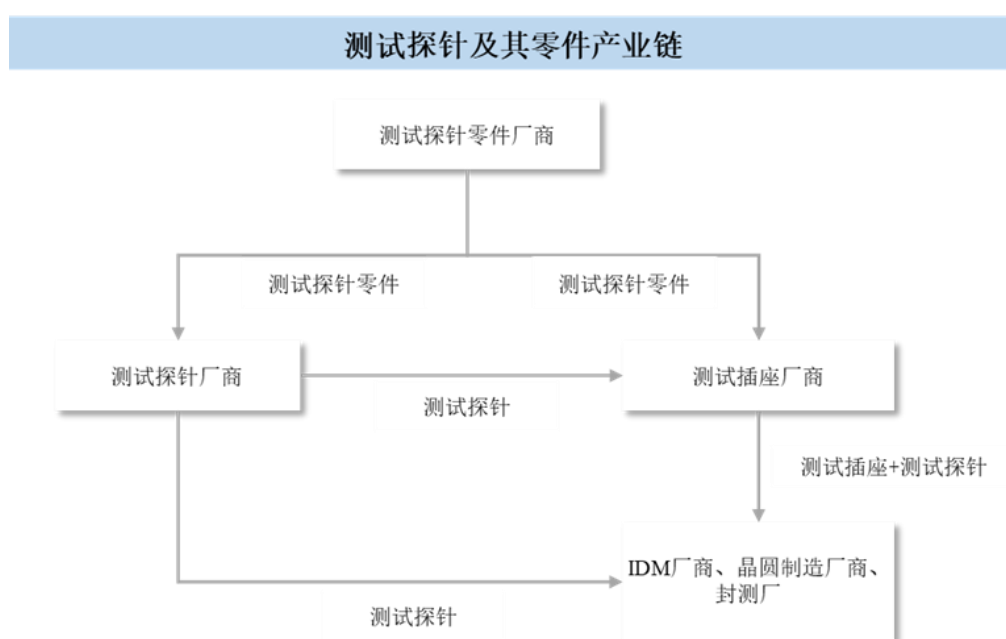 测试探针及其零件产业链
测试探针零件厂商
测试探针零件
测试探针零件
测试探针厂商
测试插座厂商
测试探针
测试插座+测试探针
IDM厂商、晶圆制造厂商、
封测厂
测试探针